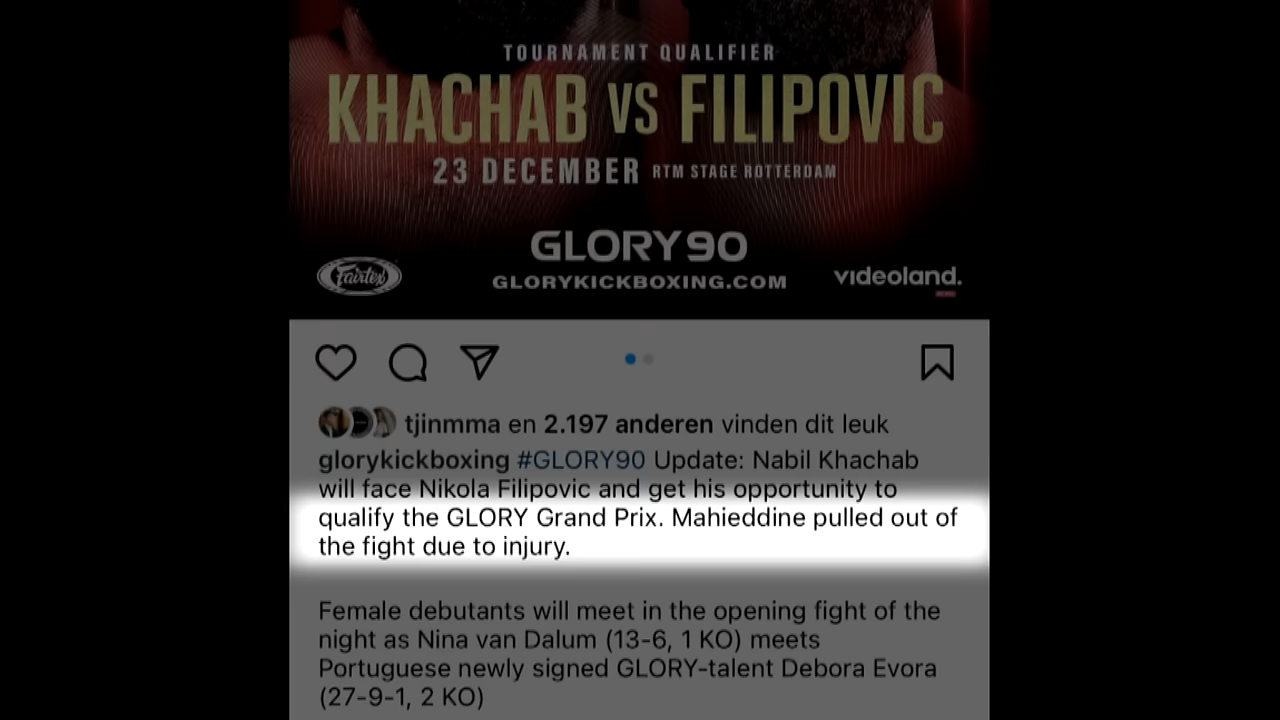 TOURNAMENT QUALIFIER
KHACHAB VS FILIPOVIC
23 DECEMBER RTM STAGE ROTTERDAM
GLORY 90
Fairtex
GLORYKICKBOXING.COM
videoland.
tjinmma en 2.197 anderen vinden dit leuk
glorykickboxing #GLORY90 Update: Nabil Khachab
will face Nikola Filipovic and get his opportunity to
qualify the GLORY Grand Prix. Mahieddine pulled out of
the fight due to injury.
Female debutants will meet in the opening fight of the
night as Nina van Dalum (13-6, 1 KO) meets
Portuguese newly signed GLORY-talent Debora Evora
(27-9-1, 2 KO)